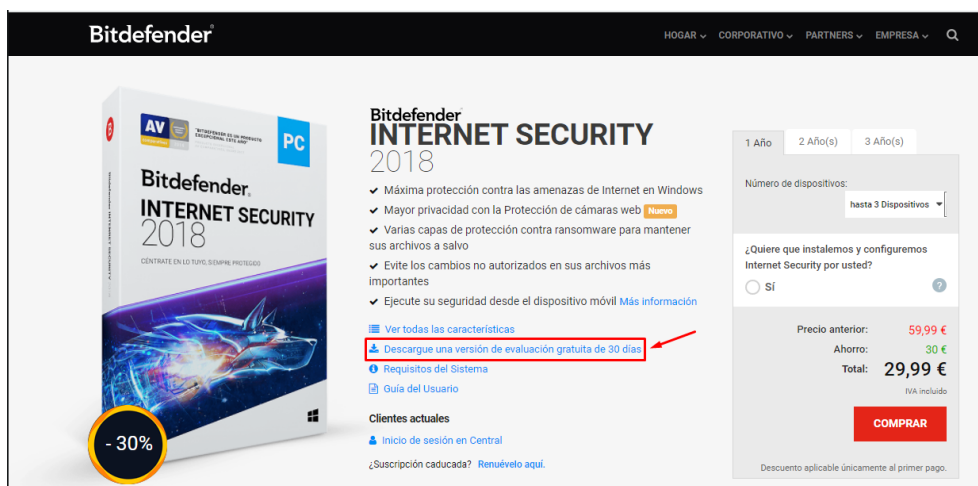 Bitdefender
HOGAR CORPORATIVO PARTNERS EMPRESA
AV
"BITDEFENDER ES UN PRODUCTO
EXCEPCIONAL ESTE AÑO"
PC
Bitdefender
INTERNET SECURITY
2018
CÉNTRATE EN LO TUYO, SIEMPRE PROTEGIDO
- 30%
Bitdefender
INTERNET SECURITY
2018
Máxima protección contra las amenazas de Internet en Windows
Mayor privacidad con la Protección de cámaras web Nuevo
Varias capas de protección contra ransomware para mantener
sus archivos a salvo
Evite los cambios no autorizados en sus archivos más
importantes
Ejecute su seguridad desde el dispositivo móvil Más información
Ver todas las características
Descargue una versión de evaluación gratuita de 30 días
Requisitos del Sistema
Guía del Usuario
Clientes actuales
Inicio de sesión en Central
¿Suscripción caducada? Renuévelo aquí.
1 Año 2 Año(s) 3 Año(s)
Número de dispositivos:
hasta 3 Dispositivos
¿Quiere que instalemos y configuremos
Internet Security por usted?
Sí ?
Precio anterior: 59,99 €
Ahorro: 30 €
Total: 29,99 €
IVA incluido
COMPRAR
Descuento aplicable únicamente al primer pago.